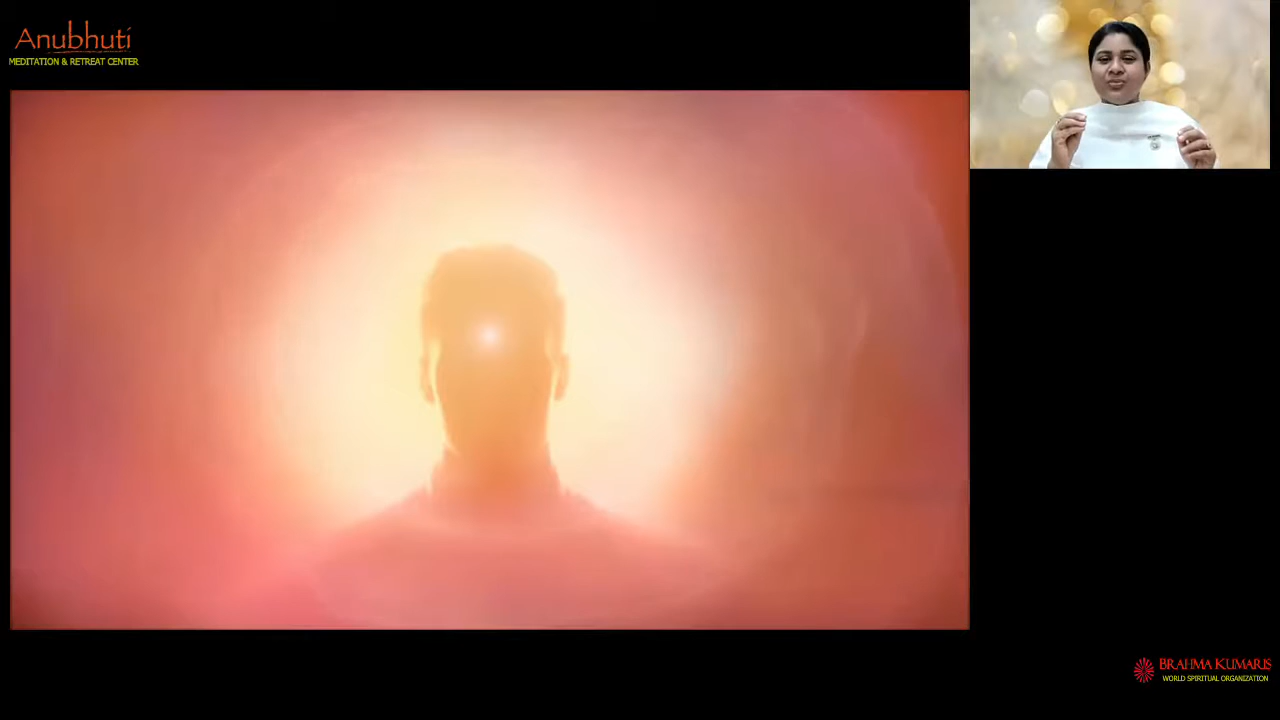 Anubhuti
MEDITATION & RETREAT CENTER
BRAHMA KUMARIS
WORLD SPIRITUAL ORGANIZATION